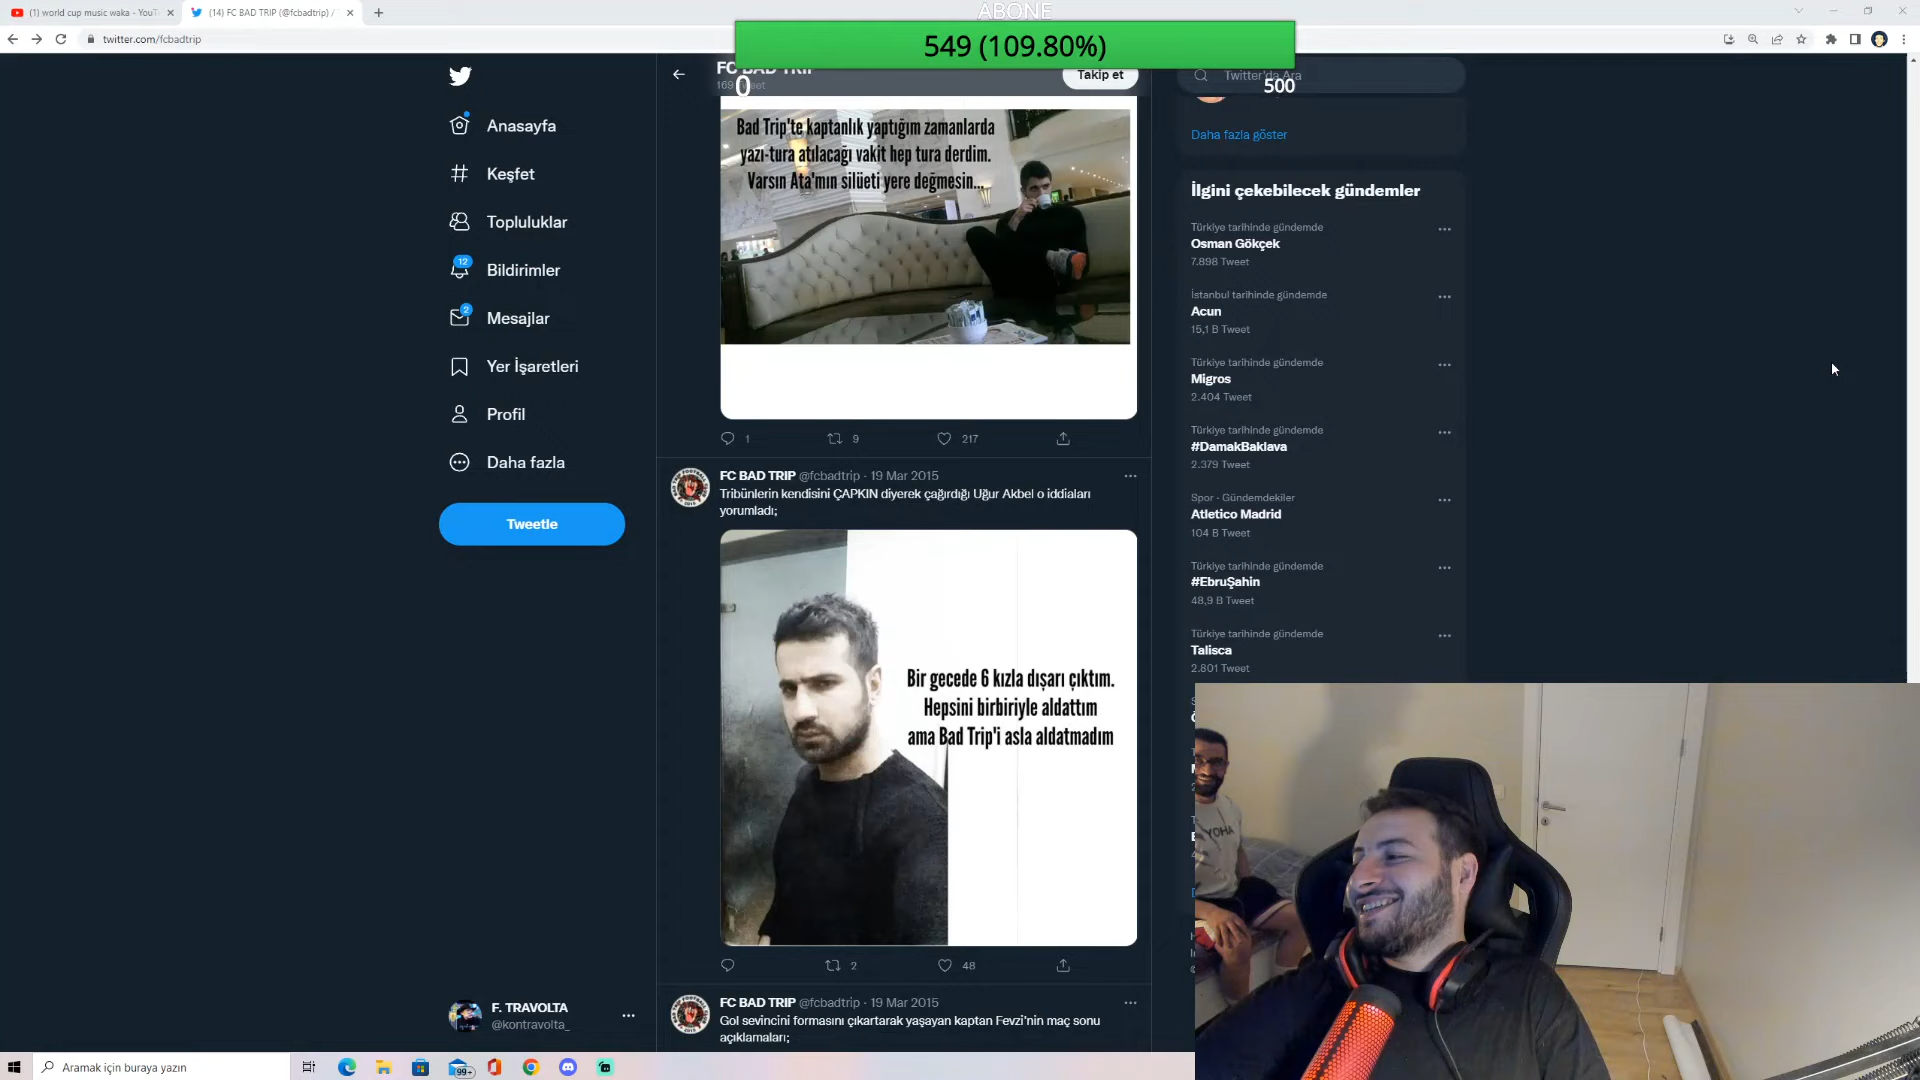 (1) world cup music waka - YouT
(14) FC BAD TRIP (@fcbadtrip) /
twitter.com/fcbadtrip
ABONE
549 (109.80%)
0
500
FC BAD TRIP
Takip et
Twitter'da Ara
Anasayfa
Keşfet
Topluluklar
12
Bildirimler
2
Mesajlar
Yer İşaretleri
Profil
Daha fazla
Tweetle
F. TRAVOLTA
@kontravolta_
Bad Trip'te kaptanlık yaptığım zamanlarda
yazı-tura atılacağı vakit hep tura derdim.
Varsın Ata'mın silüeti yere değmesin...
1
9
217
FC BAD TRIP @fcbadtrip · 19 Mar 2015
Tribünlerin kendisini ÇAPKIN diyerek çağırdığı Uğur Akbel o iddiaları
yorumladı;
Bir gecede 6 kızla dışarı çıktım.
Hepsini birbiriyle aldattım
ama Bad Trip'i asla aldatmadım
2
48
FC BAD TRIP @fcbadtrip · 19 Mar 2015
Gol sevincini formasını çıkartarak yaşayan kaptan Fevzi'nin maç sonu
açıklamaları;
Daha fazla göster
İlgini çekebilecek gündemler
Türkiye tarihinde gündemde
Osman Gökçek
7.898 Tweet
İstanbul tarihinde gündemde
Acun
15,1 B Tweet
Türkiye tarihinde gündemde
Migros
2.404 Tweet
Türkiye tarihinde gündemde
#DamakBaklava
2.379 Tweet
Spor · Gündemdekiler
Atletico Madrid
104 B Tweet
Türkiye tarihinde gündemde
#EbruŞahin
48,9 B Tweet
Türkiye tarihinde gündemde
Talisca
2.801 Tweet
YOHA
Aramak için buraya yazın
99+